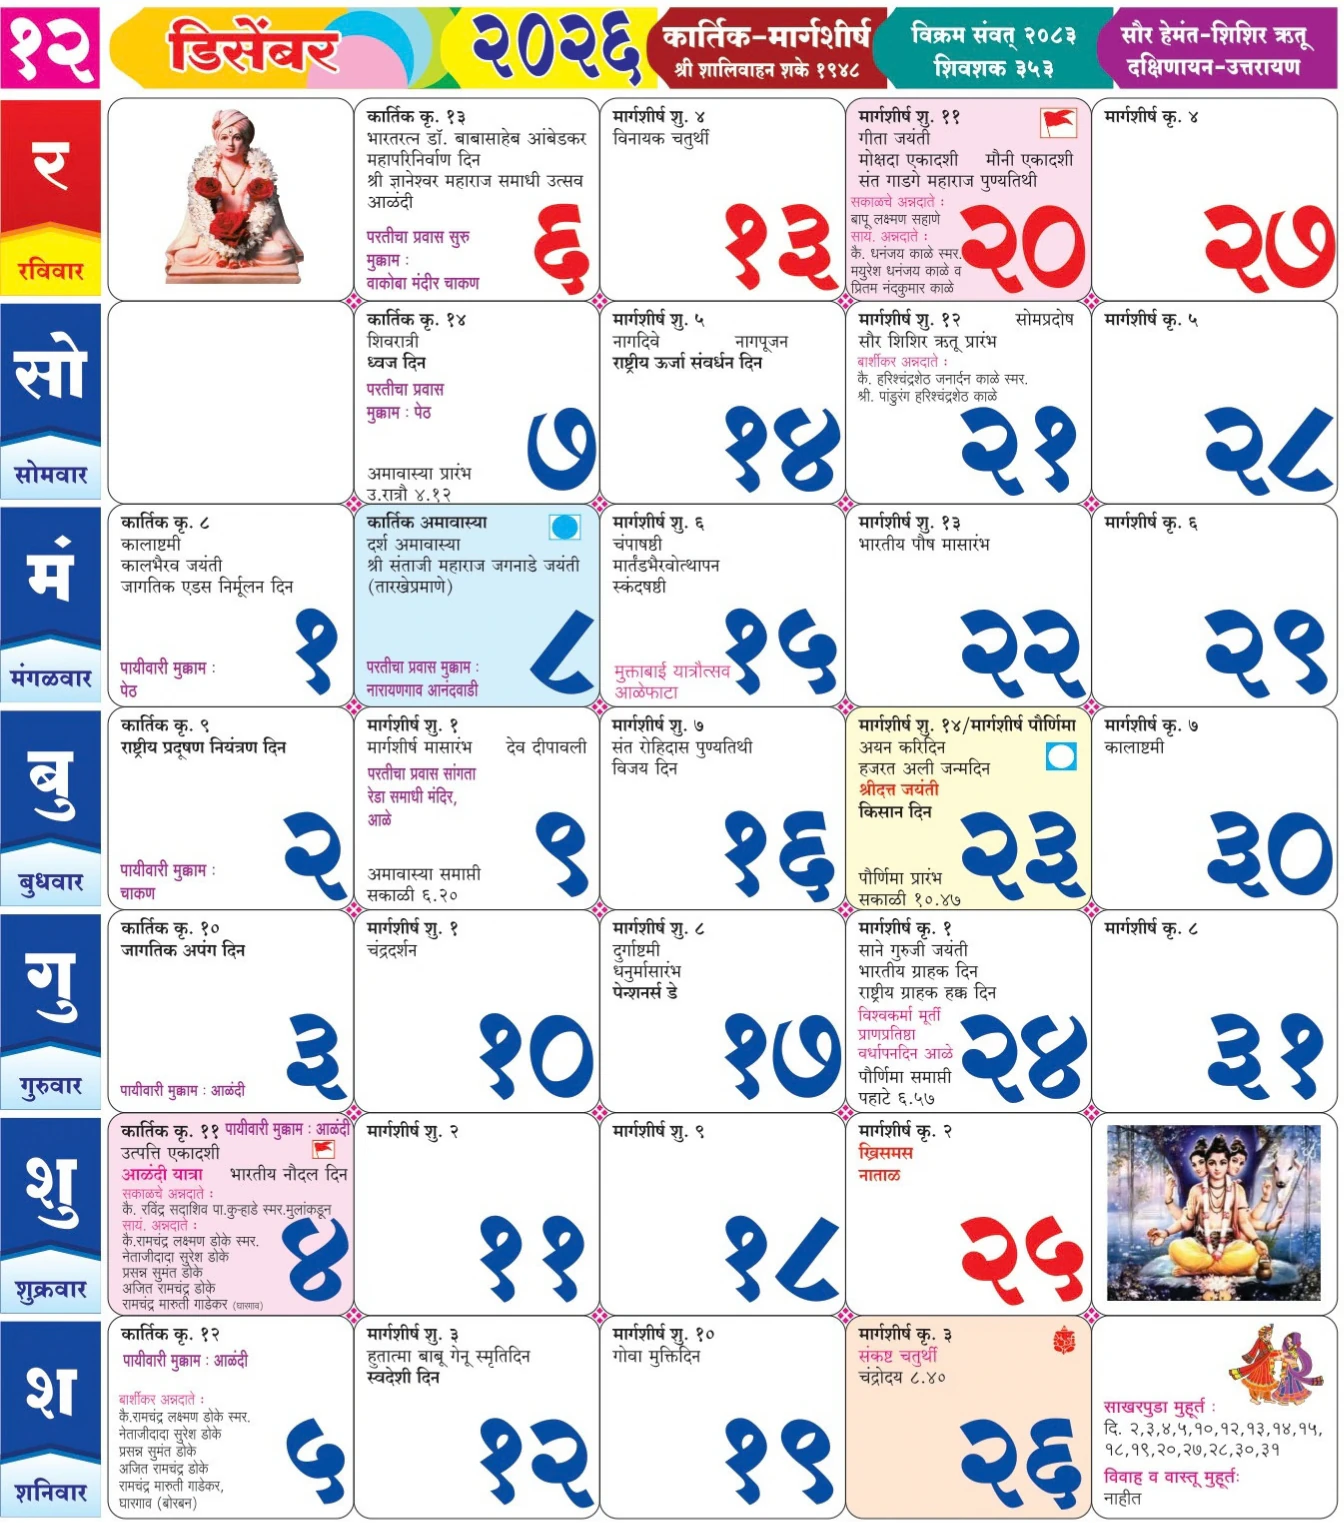 १२
डिसेंबर
२०२६
कार्तिक-मार्गशीर्ष
श्री शालिवाहन शके १९४८
विक्रम संवत् २०८३
शिवशक ३५३
सौर हेमंत-शिशिर ऋतू
दक्षिणायन-उत्तरायण
र
रविवार
कार्तिक कृ. १३
भारतरत्न डॉ. बाबासाहेब आंबेडकर
महापरिनिर्वाण दिन
श्री ज्ञानेश्वर महाराज समाधी उत्सव
आळंदी
परतीचा प्रवास सुरु
मुक्काम :
वाकोबा मंदीर चाकण
६
मार्गशीर्ष शु. ४
विनायक चतुर्थी
१३
मार्गशीर्ष शु. ११
गीता जयंती
मोक्षदा एकादशी मौनी एकादशी
संत गाडगे महाराज पुण्यतिथी
सकाळचे अन्नदाते :
बापू लक्ष्मण सहाणे
सायं. अन्नदाते :
कै. धनंजय काळे स्मर.
मयुरेश धनंजय काळे व
प्रितम नंदकुमार काळे
२०
मार्गशीर्ष कृ. ४
२७
सो
सोमवार
कार्तिक कृ. १४
शिवरात्री
ध्वज दिन
परतीचा प्रवास
मुक्काम : पेठ
अमावास्या प्रारंभ
उ.रात्रौ ४.१२
७
मार्गशीर्ष शु. ५
नागदिवे नागपूजन
राष्ट्रीय ऊर्जा संवर्धन दिन
१४
मार्गशीर्ष शु. १२ सोमप्रदोष
सौर शिशिर ऋतू प्रारंभ
बार्शीकर अन्नदाते :
कै. हरिश्चंद्रशेठ जनार्दन काळे स्मर.
श्री. पांडुरंग हरिश्चंद्रशेठ काळे
२१
मार्गशीर्ष कृ. ५
२८
मं
मंगळवार
कार्तिक कृ. ८
कालाष्टमी
कालभैरव जयंती
जागतिक एडस निर्मूलन दिन
पायीवारी मुक्काम :
पेठ
१
कार्तिक अमावास्या
दर्श अमावास्या
श्री संताजी महाराज जगनाडे जयंती
(तारखेप्रमाणे)
परतीचा प्रवास मुक्काम :
नारायणगाव आनंदवाडी
८
मार्गशीर्ष शु. ६
चंपाषष्ठी
मार्तंडभैरवोत्थापन
स्कंदषष्ठी
मुक्ताबाई यात्रौत्सव
आळेफाटा
१५
मार्गशीर्ष शु. १३
भारतीय पौष मासारंभ
२२
मार्गशीर्ष कृ. ६
२९
बु
बुधवार
कार्तिक कृ. ९
राष्ट्रीय प्रदूषण नियंत्रण दिन
पायीवारी मुक्काम :
चाकण
२
मार्गशीर्ष शु. १
मार्गशीर्ष मासारंभ देव दीपावली
परतीचा प्रवास सांगता
रेडा समाधी मंदिर,
आळे
अमावास्या समाप्ती
सकाळी ६.२०
९
मार्गशीर्ष शु. ७
संत रोहिदास पुण्यतिथी
विजय दिन
१६
मार्गशीर्ष शु. १४/मार्गशीर्ष पौर्णिमा
अयन करिदिन
हजरत अली जन्मदिन
श्रीदत्त जयंती
किसान दिन
पौर्णिमा प्रारंभ
सकाळी १०.४७
२३
मार्गशीर्ष कृ. ७
कालाष्टमी
३०
गु
गुरुवार
कार्तिक कृ. १०
जागतिक अपंग दिन
पायीवारी मुक्काम : आळंदी
३
मार्गशीर्ष शु. १
चंद्रदर्शन
१०
मार्गशीर्ष शु. ८
दुर्गाष्टमी
धनुर्मासारंभ
पेन्शनर्स डे
१७
मार्गशीर्ष कृ. १
साने गुरुजी जयंती
भारतीय ग्राहक दिन
राष्ट्रीय ग्राहक हक्क दिन
विश्वकर्मा मूर्ती
प्राणप्रतिष्ठा
वर्धापनदिन आळे
पौर्णिमा समाप्ती
पहाटे ६.५७
२४
मार्गशीर्ष कृ. ८
३१
शु
शुक्रवार
कार्तिक कृ. ११ पायीवारी मुक्काम : आळंदी
उत्पत्ति एकादशी
आळंदी यात्रा भारतीय नौदल दिन
सकाळचे अन्नदाते :
कै. रविंद्र सदाशिव पा.कुऱ्हाडे स्मर.मुलांकडून
सायं. अन्नदाते :
कै.रामचंद्र लक्ष्मण डोके स्मर.
नेताजीदादा सुरेश डोके
प्रसन्न सुमंत डोके
अजित रामचंद्र डोके
रामचंद्र मारुती गाडेकर (घारगाव)
४
मार्गशीर्ष शु. २
११
मार्गशीर्ष शु. ९
१८
मार्गशीर्ष कृ. २
ख्रिसमस
नाताळ
२५
श
शनिवार
कार्तिक कृ. १२
पायीवारी मुक्काम : आळंदी
बार्शीकर अन्नदाते :
कै.रामचंद्र लक्ष्मण डोके स्मर.
नेताजीदादा सुरेश डोके
प्रसन्न सुमंत डोके
अजित रामचंद्र डोके
रामचंद्र मारुती गाडेकर,
घारगाव (बोरबन)
५
मार्गशीर्ष शु. ३
हुतात्मा बाबू गेनू स्मृतिदिन
स्वदेशी दिन
१२
मार्गशीर्ष शु. १०
गोवा मुक्तिदिन
१९
मार्गशीर्ष कृ. ३
संकष्ट चतुर्थी
चंद्रोदय ८.४०
२६
साखरपुडा मुहूर्त :
दि. २,३,४,५,१०,१२,१३,१४,१५,
१८,१९,२०,२७,२८,३०,३१
विवाह व वास्तू मुहूर्तः
नाहीत